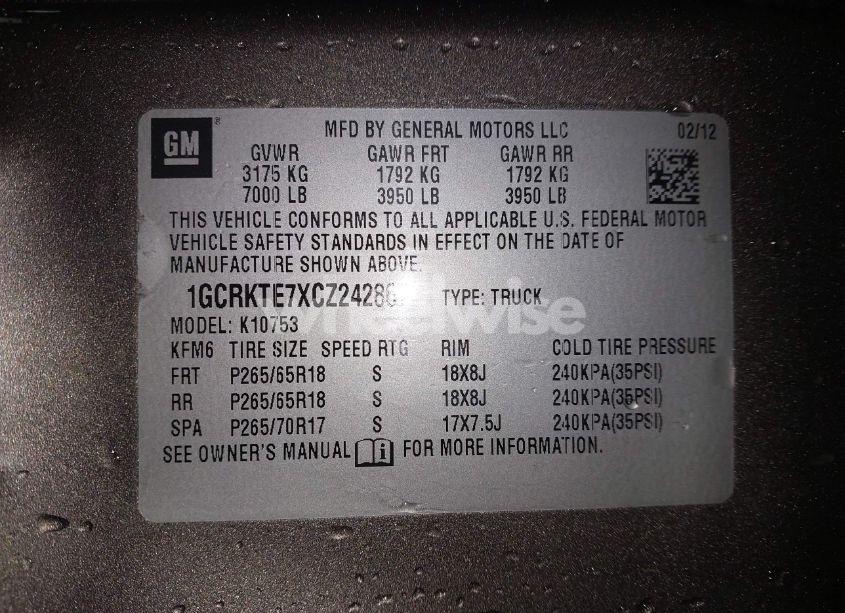 GM
MFD BY GENERAL MOTORS LLC 02/12
GVWR GAWR FRT GAWR RR
3175 KG 1792 KG 1792 KG
7000 LB 3950 LB 3950 LB
THIS VEHICLE CONFORMS TO ALL APPLICABLE U.S. FEDERAL MOTOR
VEHICLE SAFETY STANDARDS IN EFFECT ON THE DATE OF
MANUFACTURE SHOWN ABOVE.
TYPE: TRUCK
wheelwise
MODEL: K10753
KFM6 TIRE SIZE SPEED RTG RIM COLD TIRE PRESSURE
FRT P265/65R18 S 18X8J 240KPA(35PSI)
RR P265/65R18 S 18X8J 240KPA(35PSI)
SPA P265/70R17 S 17X7.5J 240KPA(35PSI)
SEE OWNER'S MANUAL FOR MORE INFORMATION.